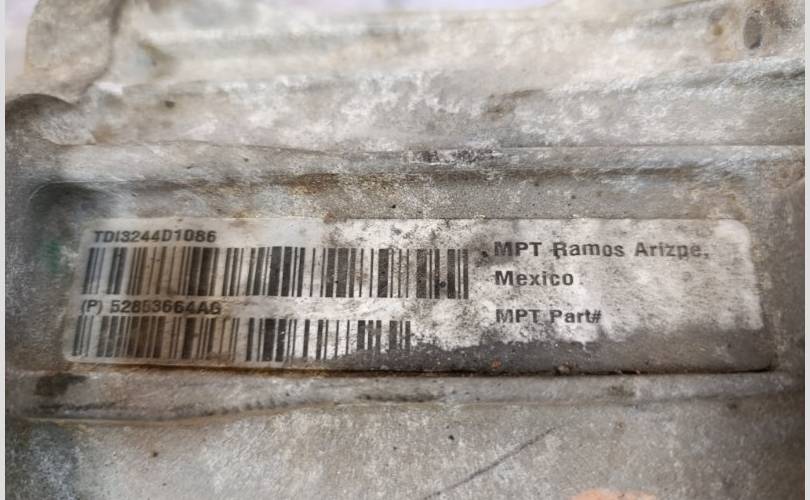 TDI3244D1086
MPT Ramos Arizpe,
Mexico
(P) 52853664AG
MPT Part#